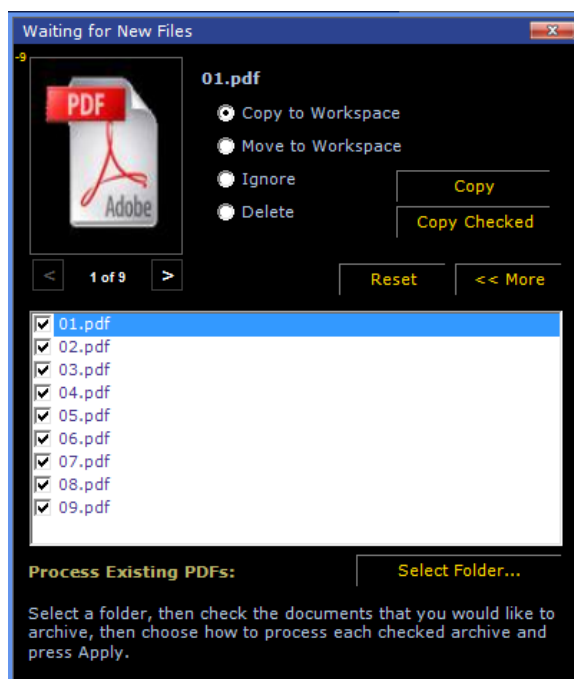 Waiting for New Files
-9
PDF
Adobe
01.pdf
Copy to Workspace
Move to Workspace
Ignore
Delete
Copy
Copy Checked
< 1 of 9 >
Reset
<< More
01.pdf
02.pdf
03.pdf
04.pdf
05.pdf
06.pdf
07.pdf
08.pdf
09.pdf
Process Existing PDFs:
Select Folder...
Select a folder, then check the documents that you would like to
archive, then choose how to process each checked archive and
press Apply.